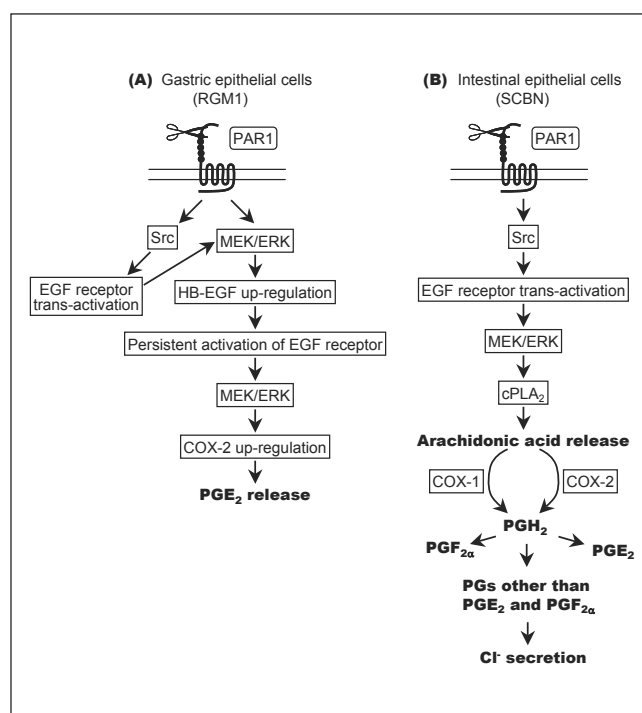 (A) Gastric epithelial cells
(RGM1)
PAR1
Src
MEK/ERK
EGF receptor
trans-activation
HB-EGF up-regulation
Persistent activation of EGF receptor
MEK/ERK
COX-2 up-regulation
PGE₂ release
(B) Intestinal epithelial cells
(SCBN)
PAR1
Src
EGF receptor trans-activation
MEK/ERK
cPLA₂
Arachidonic acid release
COX-1
COX-2
PGH₂
PGF₂α
PGE₂
PGs other than
PGE₂ and PGF₂α
Cl⁻ secretion